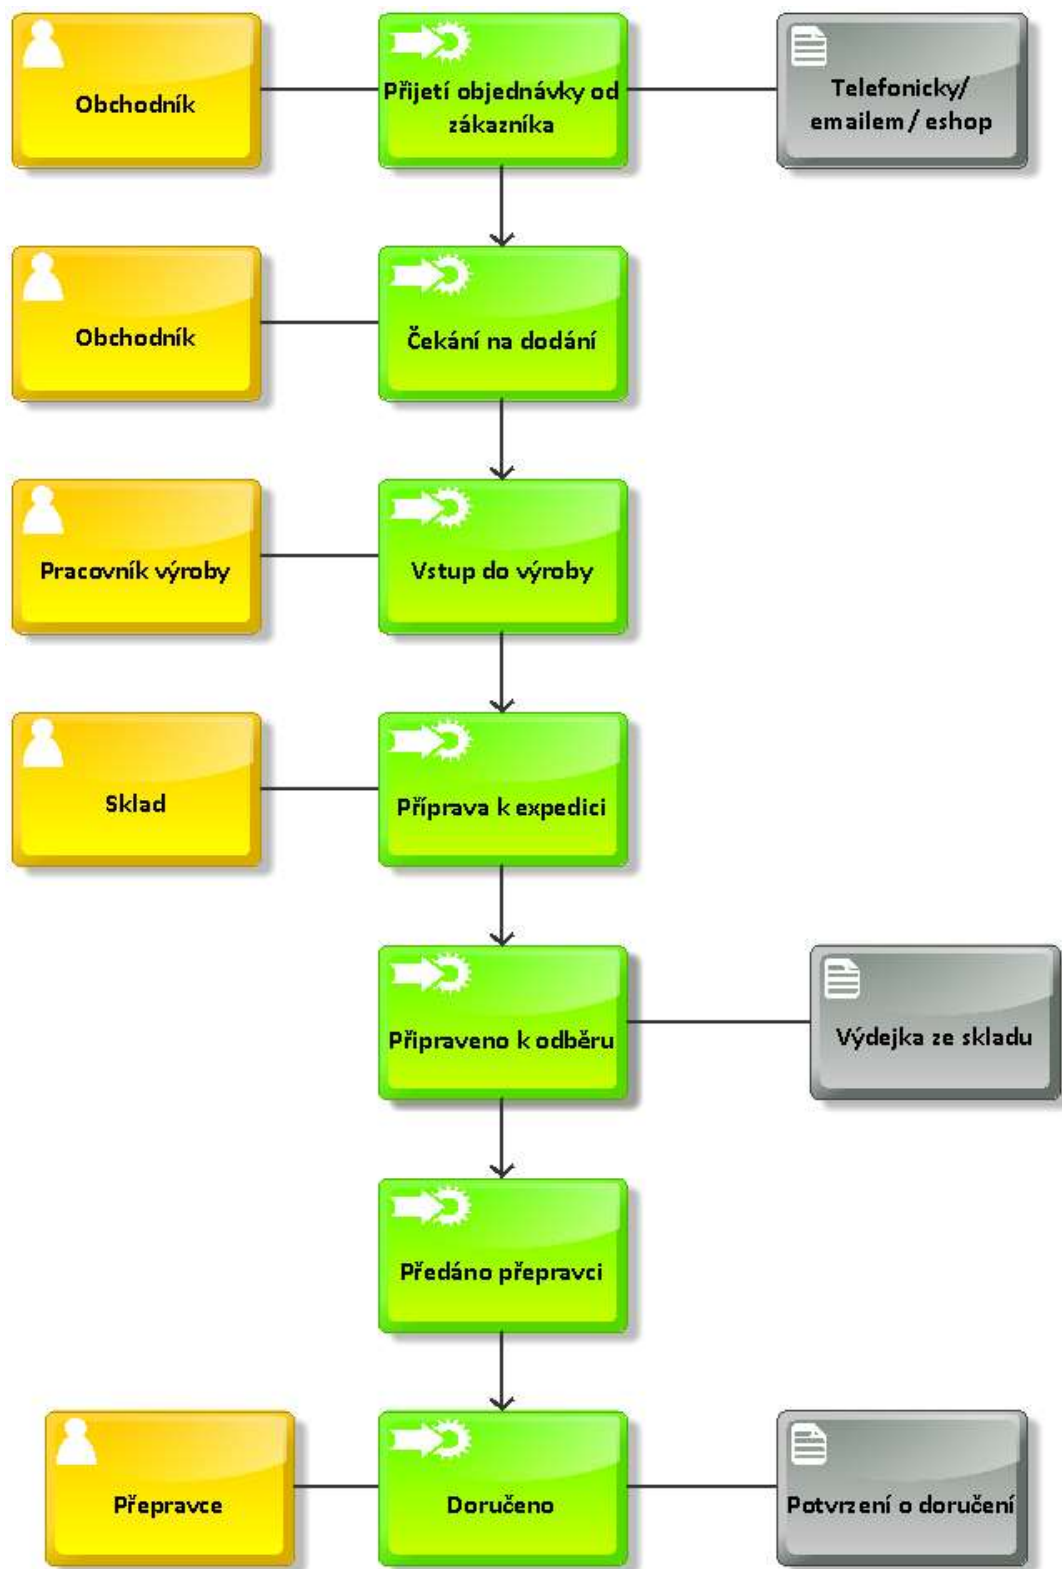 Obchodník
Přijetí objednávky od
zákazníka
Telefonicky/
emailem / eshop
Obchodník
Čekání na dodání
Pracovník výroby
Vstup do výroby
Sklad
Příprava k expedici
Připraveno k odběru
Výdejka ze skladu
Předáno přepravci
Přepravce
Doručeno
Potvrzení o doručení